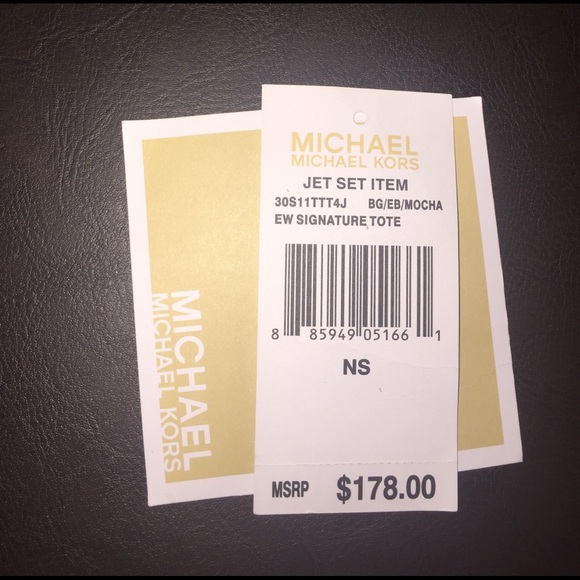 MICHAEL
MICHAEL KORS
JET SET ITEM
30S11TTT4J BG/EB/MOCHA
EW SIGNATURE TOTE
8 85949 05166 1
NS
MSRP $178.00
MICHAEL
MICHAEL KORS